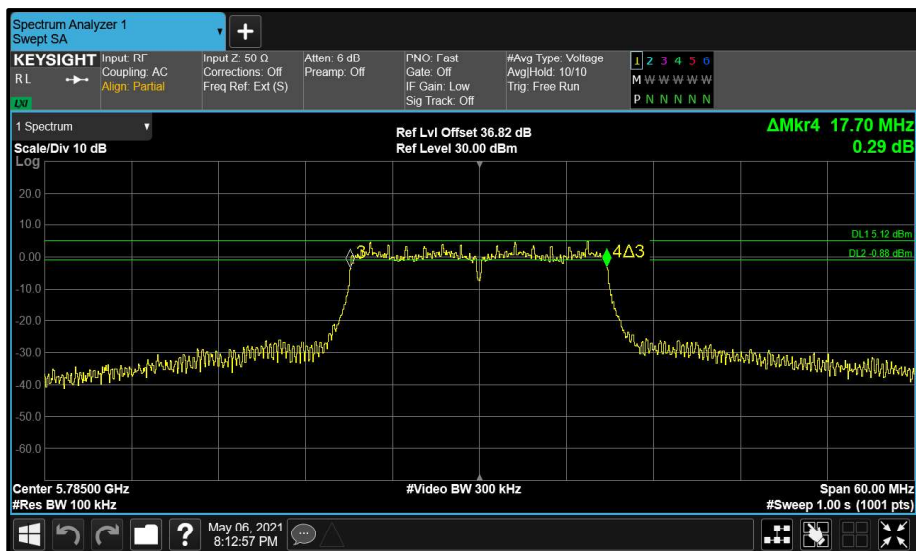 Spectrum Analyzer 1
Swept SA
+
KEYSIGHT
RL
LXI
Input: RF
Coupling: AC
Align: Partial
Input Z: 50 Ω
Corrections: Off
Freq Ref: Ext (S)
Atten: 6 dB
Preamp: Off
PNO: Fast
Gate: Off
IF Gain: Low
Sig Track: Off
#Avg Type: Voltage
Avg|Hold: 10/10
Trig: Free Run
1 2 3 4 5 6
M W W W W W W
P N N N N N N
1 Spectrum
Scale/Div 10 dB
Log
Ref Lvl Offset 36.82 dB
Ref Level 30.00 dBm
ΔMkr4 17.70 MHz
0.29 dB
20.0
10.0
DL1 5.12 dBm
3
4Δ3
0.00
DL2 -0.88 dBm
-10.0
-20.0
-30.0
-40.0
-50.0
-60.0
Center 5.78500 GHz
#Video BW 300 kHz
Span 60.00 MHz
#Res BW 100 kHz
#Sweep 1.00 s (1001 pts)
?
May 06, 2021
8:12:57 PM